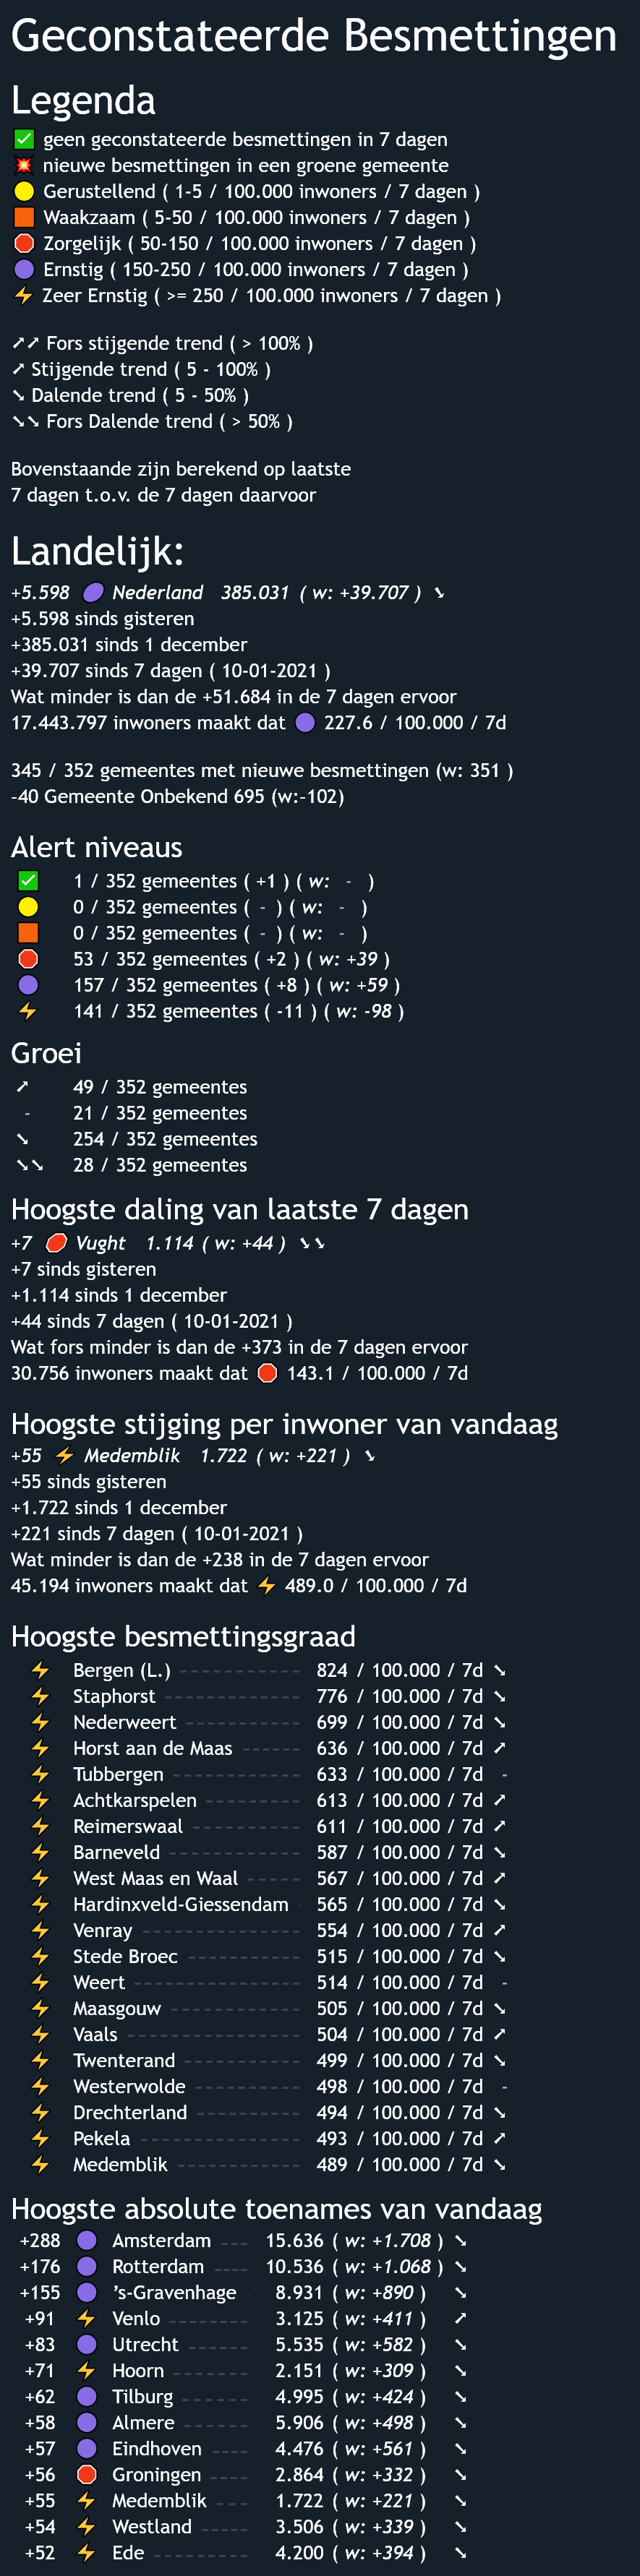 Geconstateerde Besmettingen
Legenda
geen geconstateerde besmettingen in 7 dagen
nieuwe besmettingen in een groene gemeente
Gerustellend ( 1-5 / 100.000 inwoners / 7 dagen )
Waakzaam ( 5-50 / 100.000 inwoners / 7 dagen )
Zorgelijk ( 50-150 / 100.000 inwoners / 7 dagen )
Ernstig ( 150-250 / 100.000 inwoners / 7 dagen )
Zeer Ernstig ( >= 250 / 100.000 inwoners / 7 dagen )
➚➚ Fors stijgende trend ( > 100% )
➚ Stijgende trend ( 5 - 100% )
➘ Dalende trend ( 5 - 50% )
➘➘ Fors Dalende trend ( > 50% )
Bovenstaande zijn berekend op laatste
7 dagen t.o.v. de 7 dagen daarvoor
Landelijk:
+5.598 Nederland 385.031 ( w: +39.707 ) ➘
+5.598 sinds gisteren
+385.031 sinds 1 december
+39.707 sinds 7 dagen ( 10-01-2021 )
Wat minder is dan de +51.684 in de 7 dagen ervoor
17.443.797 inwoners maakt dat 227.6 / 100.000 / 7d
345 / 352 gemeentes met nieuwe besmettingen (w: 351 )
-40 Gemeente Onbekend 695 (w:-102)
Alert niveaus
1 / 352 gemeentes ( +1 ) ( w: - )
0 / 352 gemeentes ( - ) ( w: - )
0 / 352 gemeentes ( - ) ( w: - )
53 / 352 gemeentes ( +2 ) ( w: +39 )
157 / 352 gemeentes ( +8 ) ( w: +59 )
141 / 352 gemeentes ( -11 ) ( w: -98 )
Groei
➚ 49 / 352 gemeentes
- 21 / 352 gemeentes
➘ 254 / 352 gemeentes
➘➘ 28 / 352 gemeentes
Hoogste daling van laatste 7 dagen
+7 Vught 1.114 ( w: +44 ) ➘➘
+7 sinds gisteren
+1.114 sinds 1 december
+44 sinds 7 dagen ( 10-01-2021 )
Wat fors minder is dan de +373 in de 7 dagen ervoor
30.756 inwoners maakt dat 143.1 / 100.000 / 7d
Hoogste stijging per inwoner van vandaag
+55 Medemblik 1.722 ( w: +221 ) ➘
+55 sinds gisteren
+1.722 sinds 1 december
+221 sinds 7 dagen ( 10-01-2021 )
Wat minder is dan de +238 in de 7 dagen ervoor
45.194 inwoners maakt dat 489.0 / 100.000 / 7d
Hoogste besmettingsgraad
Bergen (L.) 824 / 100.000 / 7d ➘
Staphorst 776 / 100.000 / 7d ➘
Nederweert 699 / 100.000 / 7d ➘
Horst aan de Maas 636 / 100.000 / 7d ➚
Tubbergen 633 / 100.000 / 7d -
Achtkarspelen 613 / 100.000 / 7d ➚
Reimerswaal 611 / 100.000 / 7d ➚
Barneveld 587 / 100.000 / 7d ➘
West Maas en Waal 567 / 100.000 / 7d ➚
Hardinxveld-Giessendam 565 / 100.000 / 7d ➘
Venray 554 / 100.000 / 7d ➚
Stede Broec 515 / 100.000 / 7d ➘
Weert 514 / 100.000 / 7d -
Maasgouw 505 / 100.000 / 7d ➘
Vaals 504 / 100.000 / 7d ➚
Twenterand 499 / 100.000 / 7d ➘
Westerwolde 498 / 100.000 / 7d -
Drechterland 494 / 100.000 / 7d ➘
Pekela 493 / 100.000 / 7d ➚
Medemblik 489 / 100.000 / 7d ➘
Hoogste absolute toenames van vandaag
+288 Amsterdam 15.636 ( w: +1.708 ) ➘
+176 Rotterdam 10.536 ( w: +1.068 ) ➘
+155 's-Gravenhage 8.931 ( w: +890 ) ➘
+91 Venlo 3.125 ( w: +411 ) ➚
+83 Utrecht 5.535 ( w: +582 ) ➘
+71 Hoorn 2.151 ( w: +309 ) ➘
+62 Tilburg 4.995 ( w: +424 ) ➘
+58 Almere 5.906 ( w: +498 ) ➘
+57 Eindhoven 4.476 ( w: +561 ) ➘
+56 Groningen 2.864 ( w: +332 ) ➘
+55 Medemblik 1.722 ( w: +221 ) ➘
+54 Westland 3.506 ( w: +339 ) ➘
+52 Ede 4.200 ( w: +394 ) ➘